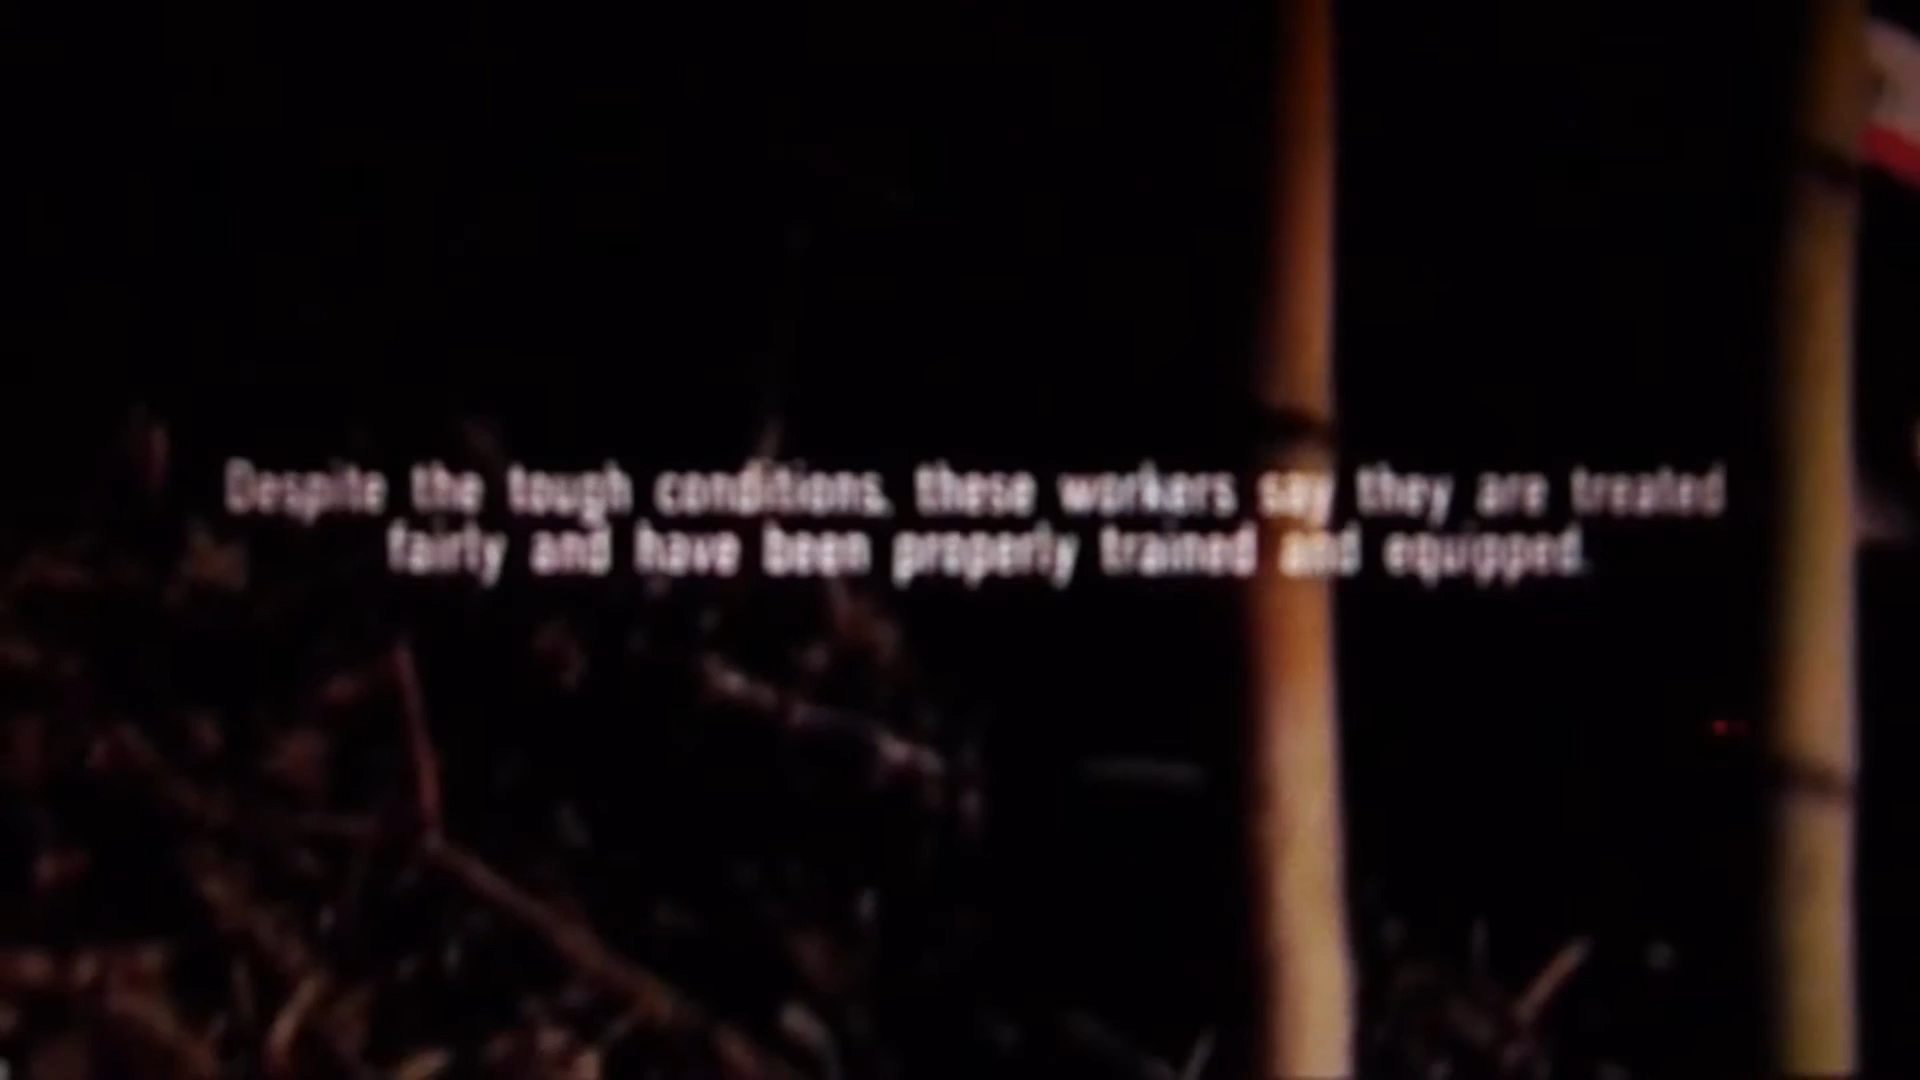 Despite the tough conditions, these workers say they are treated
fairly and have been properly trained and equipped.